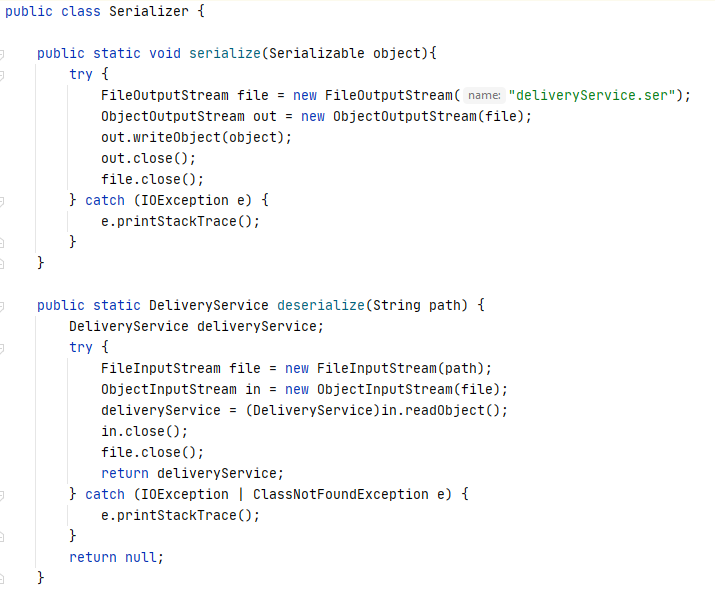 public class Serializer {
public static void serialize(Serializable object){
try {
FileOutputStream file = new FileOutputStream( name: "deliveryService.ser");
ObjectOutputStream out = new ObjectOutputStream(file);
out.writeObject(object);
out.close();
file.close();
} catch (IOException e) {
e.printStackTrace();
}
}
public static DeliveryService deserialize(String path) {
DeliveryService deliveryService;
try {
FileInputStream file = new FileInputStream(path);
ObjectInputStream in = new ObjectInputStream(file);
deliveryService = (DeliveryService)in.readObject();
in.close();
file.close();
return deliveryService;
} catch (IOException | ClassNotFoundException e) {
e.printStackTrace();
}
return null;
}